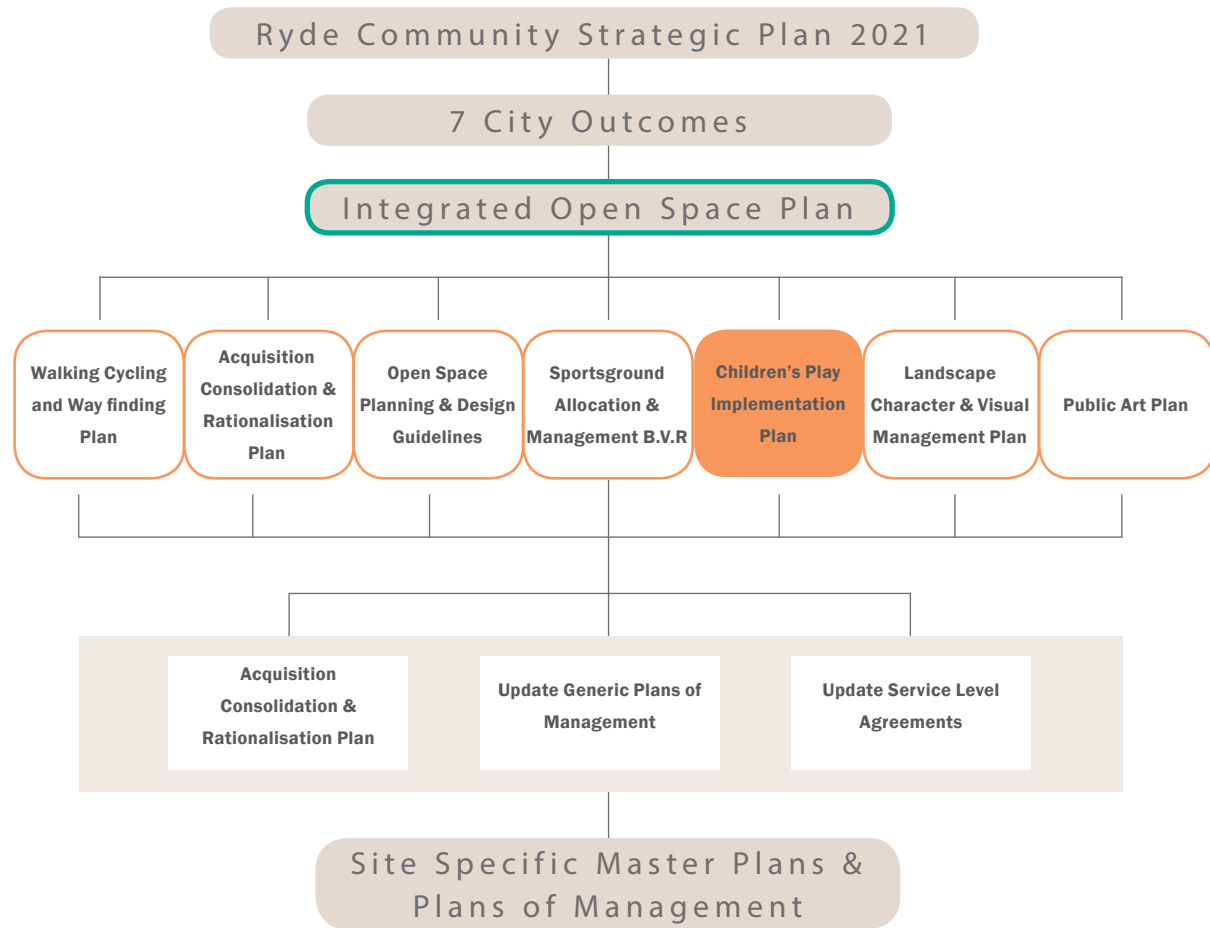 Ryde Community Strategic Plan 2021
7 City Outcomes
Integrated Open Space Plan
Walking Cycling
and Way finding
Plan
Acquisition
Consolidation &
Rationalisation
Plan
Open Space
Planning & Design
Guidelines
Sportsground
Allocation &
Management B.V.R
Children’s Play
Implementation
Plan
Landscape
Character & Visual
Management Plan
Public Art Plan
Acquisition
Consolidation &
Rationalisation Plan
Update Generic Plans of
Management
Update Service Level
Agreements
Site Specific Master Plans &
Plans of Management